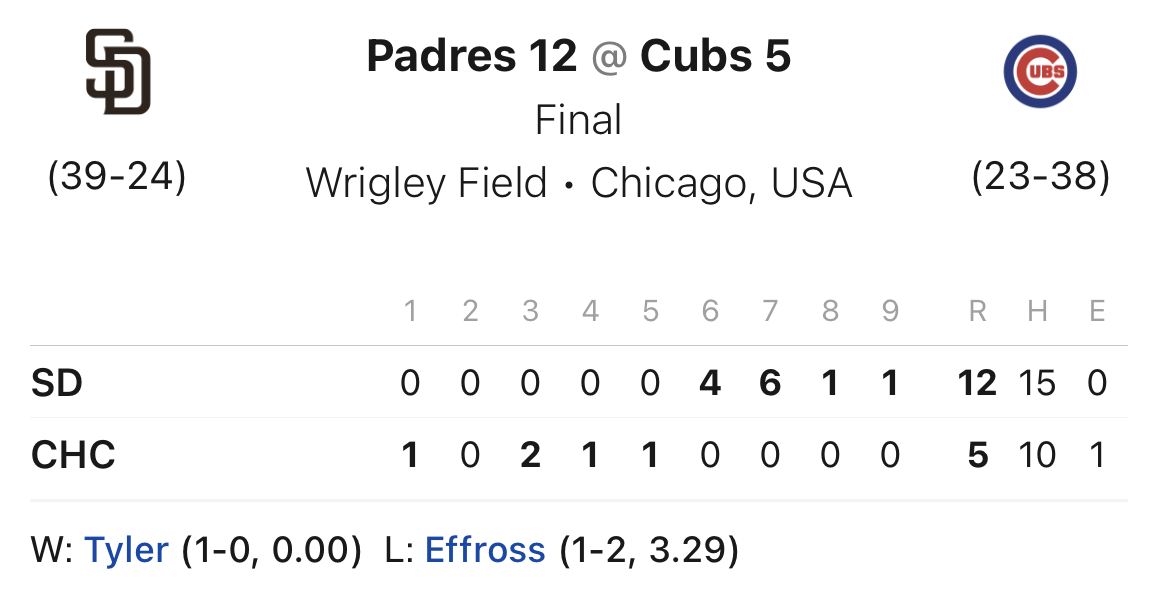 SD
Padres 12 @ Cubs 5
CUBS
Final
(39-24)
Wrigley Field • Chicago, USA
(23-38)
1 2 3 4 5 6 7 8 9 R H E
SD 0 0 0 0 0 4 6 1 1 12 15 0
CHC 1 0 2 1 1 0 0 0 0 5 10 1
W: Tyler (1-0, 0.00) L: Effross (1-2, 3.29)